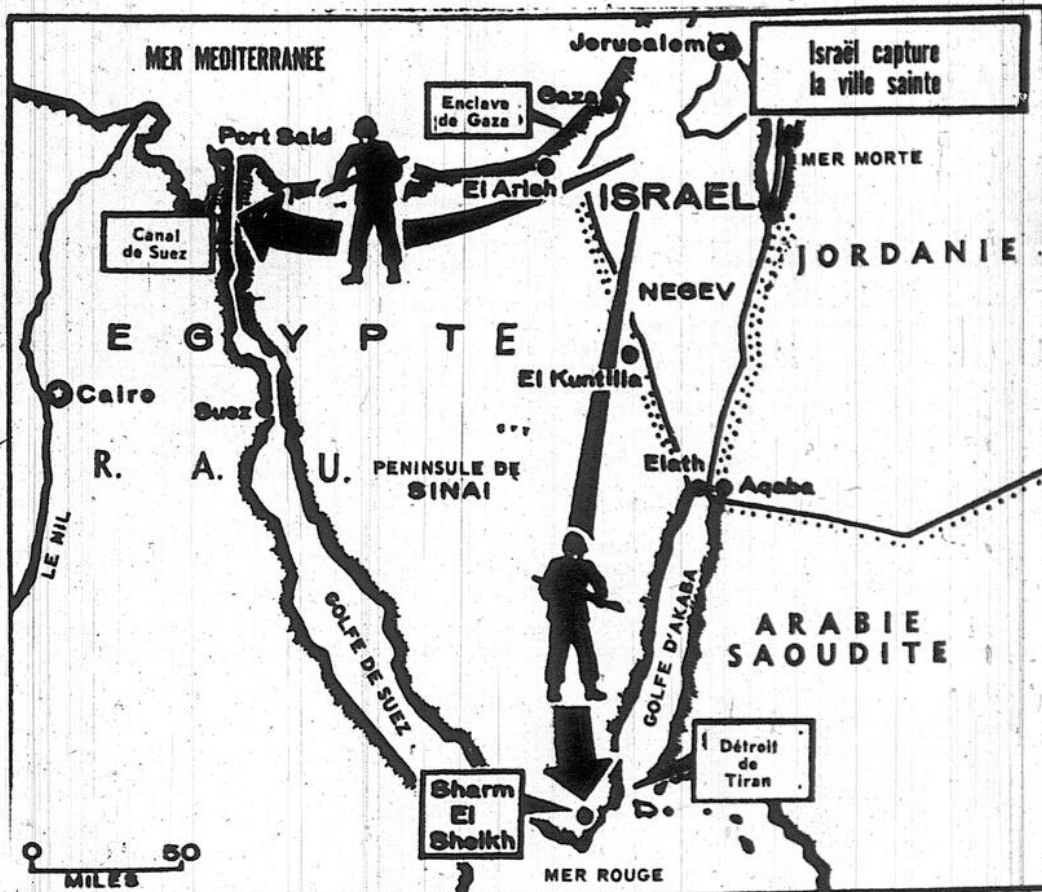 MER MEDITERRANEE
Jerusalem
Israël capture
la ville sainte
Enclave
de Gaza
Gaza
Port Said
MER MORTE
El Arish
ISRAEL
Canal
de Suez
JORDANIE
NEGEV
EGYPTE
El Kuntilla
Cairo
Suez
R. A. U.
PENINSULE DE
SINAI
Elath
Aqaba
LE NIL
GOLFE DE SUEZ
GOLFE D'AKABA
ARABIE
SAOUDITE
Détroit
de
Tiran
Sharm
El
Sheikh
0 50
MILES
MER ROUGE